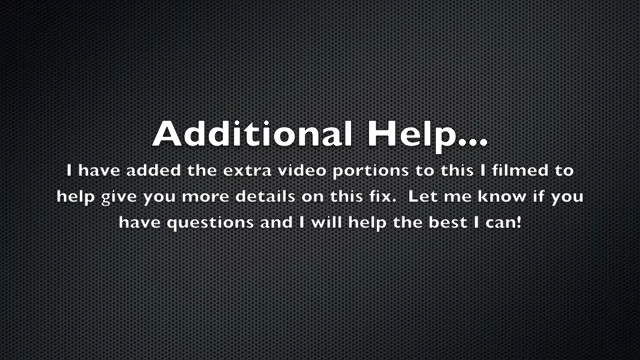 Additional Help...
I have added the extra video portions to this I filmed to
help give you more details on this fix.  Let me know if you
have questions and I will help the best I can!